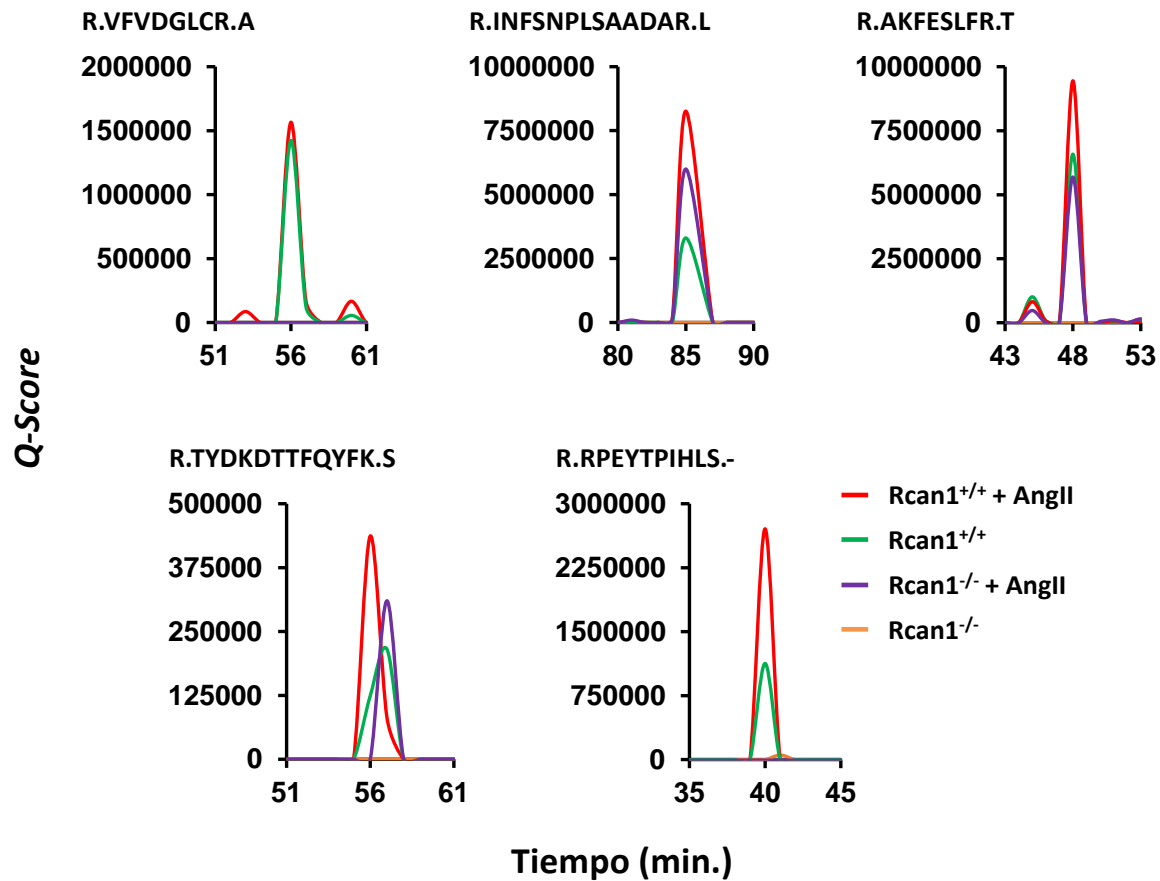 R.VFVDGLCR.A
R.INFSNPLSAADAR.L
R.AKFESLFR.T
2000000
1500000
1000000
500000
0
51 56 61
10000000
7500000
5000000
2500000
0
80 85 90
10000000
7500000
5000000
2500000
0
43 48 53
Q-Score
R.TYDKDTTFQYFK.S
R.RPEYTPIHLS.-
500000
375000
250000
125000
0
51 56 61
3000000
2250000
1500000
750000
0
35 40 45
Rcan1+/+ + AngII
Rcan1+/+
Rcan1-/- + AngII
Rcan1-/-
Tiempo (min.)